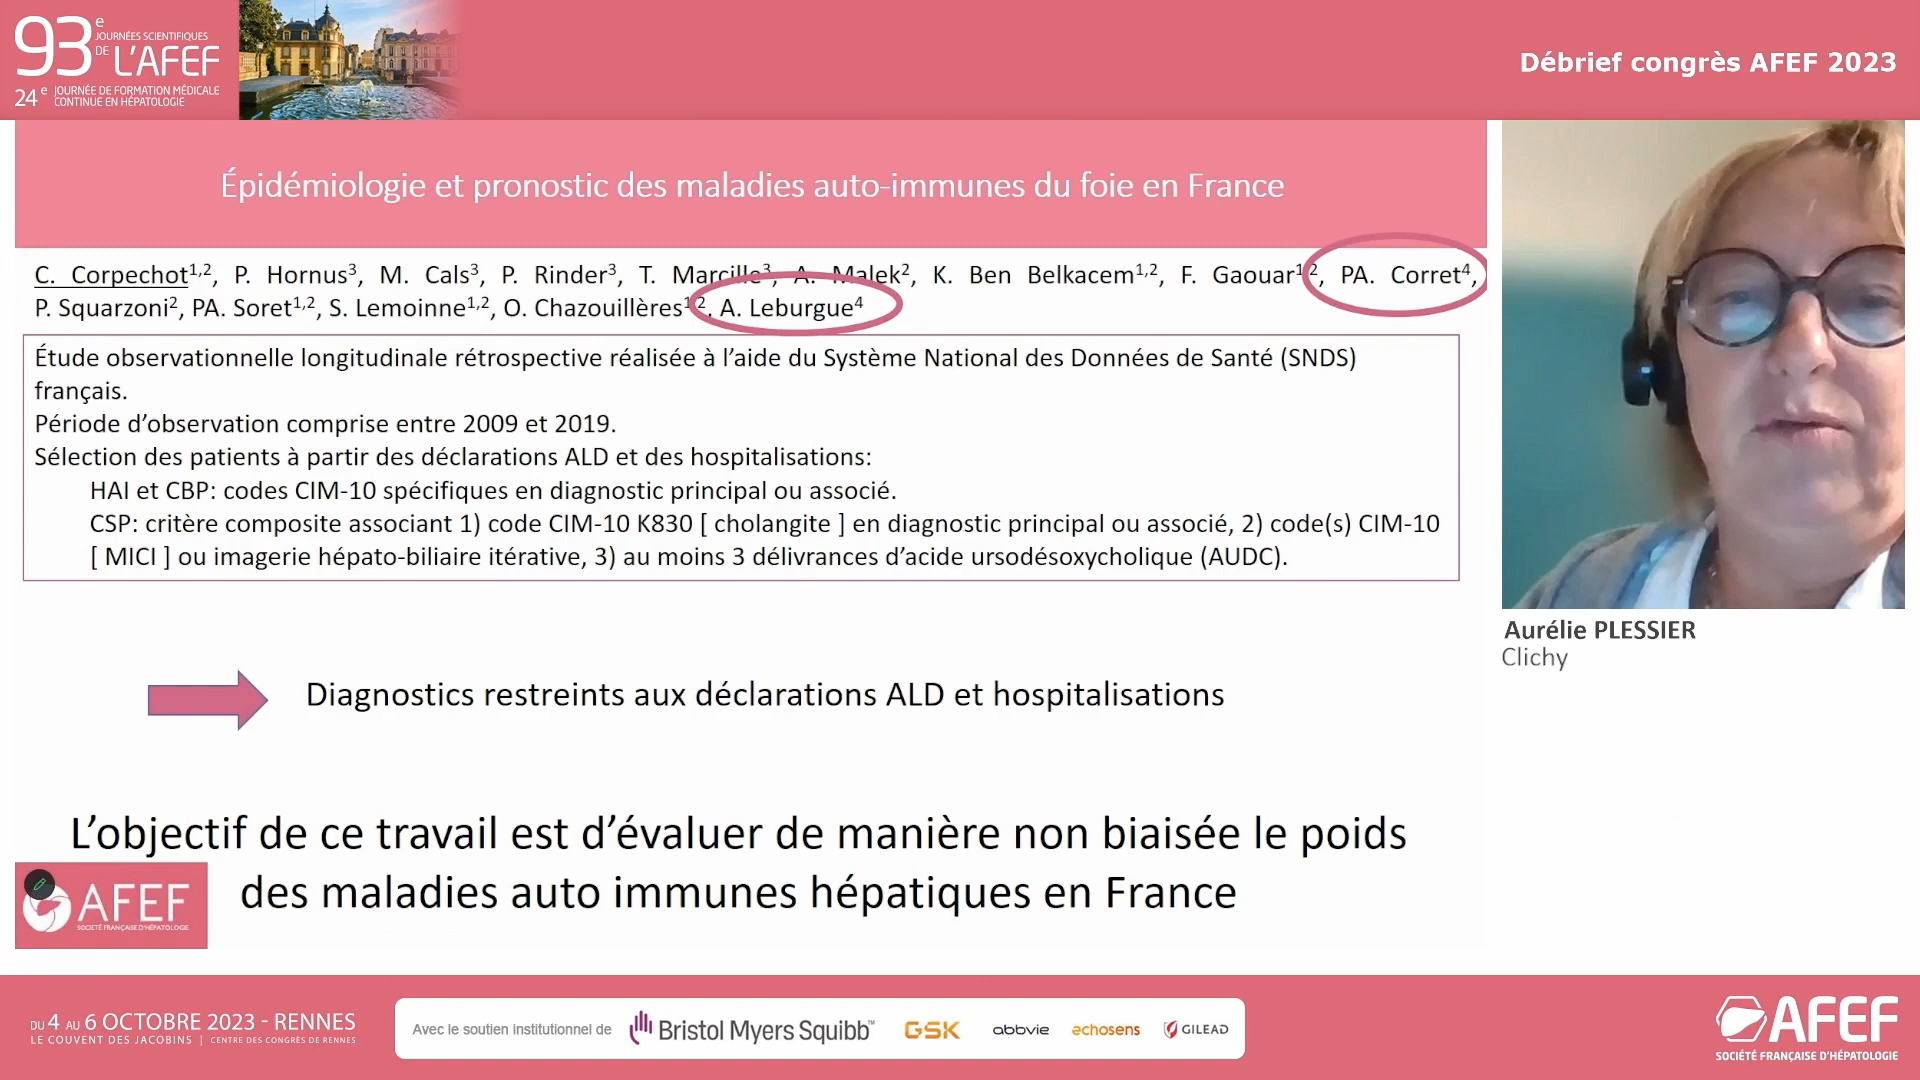 93e JOURNÉES SCIENTIFIQUES
DE L'AFEF
24e JOURNÉE DE FORMATION MÉDICALE
CONTINUE EN HÉPATOLOGIE
Débrief congrès AFEF 2023
Épidémiologie et pronostic des maladies auto-immunes du foie en France
C. Corpechot1,2, P. Hornus3, M. Cals3, P. Rinder3, T. Marcille3, A. Malek2, K. Ben Belkacem1,2, F. Gaouar1,2, PA. Corret4,
P. Squarzoni2, PA. Soret1,2, S. Lemoinne1,2, O. Chazouillères1,2, A. Leburgue4
Étude observationnelle longitudinale rétrospective réalisée à l'aide du Système National des Données de Santé (SNDS)
français.
Période d'observation comprise entre 2009 et 2019.
Sélection des patients à partir des déclarations ALD et des hospitalisations:
HAI et CBP: codes CIM-10 spécifiques en diagnostic principal ou associé.
CSP: critère composite associant 1) code CIM-10 K830 [ cholangite ] en diagnostic principal ou associé, 2) code(s) CIM-10
[ MICI ] ou imagerie hépato-biliaire itérative, 3) au moins 3 délivrances d'acide ursodésoxycholique (AUDC).
Aurélie PLESSIER
Clichy
Diagnostics restreints aux déclarations ALD et hospitalisations
L'objectif de ce travail est d'évaluer de manière non biaisée le poids
des maladies auto immunes hépatiques en France
AFEF
SOCIÉTÉ FRANÇAISE D'HÉPATOLOGIE
DU 4 AU 6 OCTOBRE 2023 - RENNES
LE COUVENT DES JACOBINS | CENTRE DES CONGRÈS DE RENNES
Avec le soutien institutionnel de Bristol Myers Squibb™ GSK abbvie echosens GILEAD
AFEF
SOCIÉTÉ FRANÇAISE D'HÉPATOLOGIE